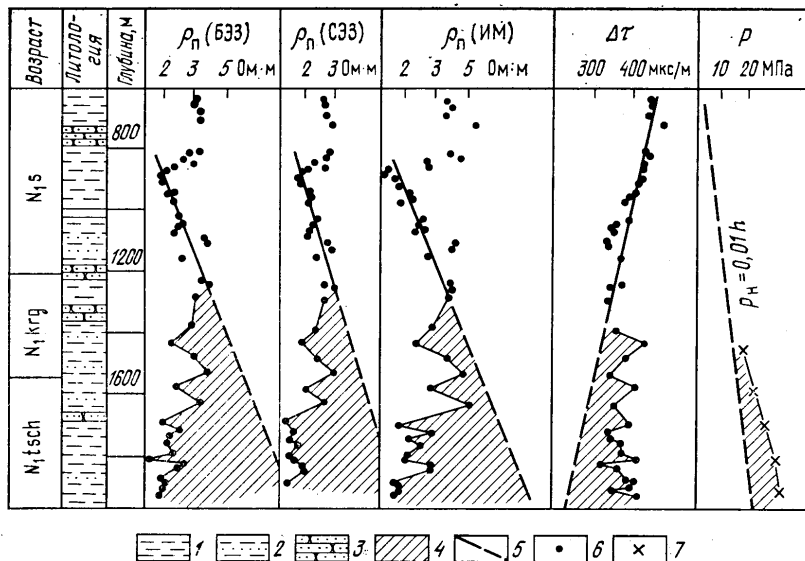 Возраст
Литоло-
гия
Глубина, м
ρп (БЭЗ)
2 3 5 Ом·м
ρп (СЭЗ)
2 3 Ом·м
ρп (ИМ)
2 3 5 Ом·м
Δτ
300 400 мкс/м
P
10 20 МПа
N₁s
N₁krg
N₁tsch
800
1200
1600
Pн=0,01h
1 2 3 4 5 6 7